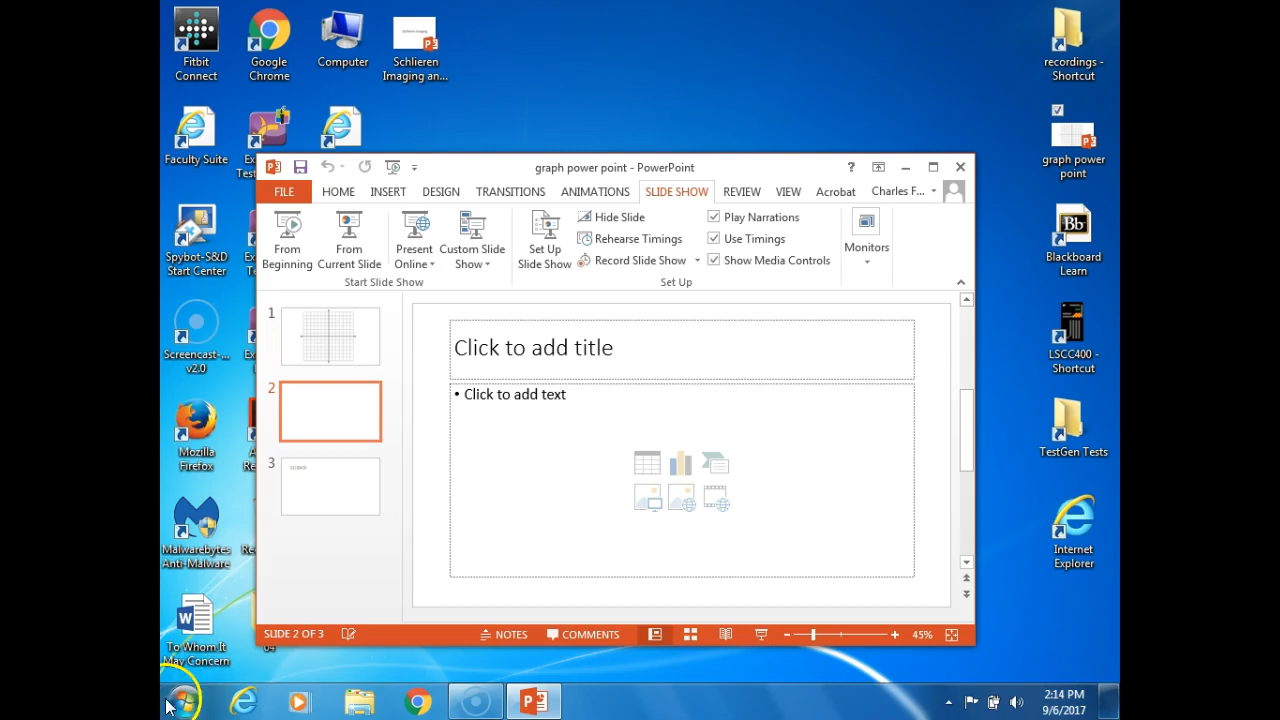 Fitbit
Connect
Google
Chrome
Computer
Schlieren
Imaging an...
recordings -
Shortcut
Faculty Suite
graph power
point
Spybot-S&D
Start Center
Blackboard
Learn
Screencast-...
v2.0
LSCC400 -
Shortcut
Mozilla
Firefox
TestGen Tests
Malwarebytes
Anti-Malware
Internet
Explorer
To Whom It
May Concern
graph power point - PowerPoint
FILE HOME INSERT DESIGN TRANSITIONS ANIMATIONS SLIDE SHOW REVIEW VIEW Acrobat Charles F...
From
Beginning
From
Current Slide
Present
Online
Custom Slide
Show
Start Slide Show
Set Up
Slide Show
Hide Slide
Rehearse Timings
Record Slide Show
Play Narrations
Use Timings
Show Media Controls
Set Up
Monitors
1
2
3
Click to add title
• Click to add text
SLIDE 2 OF 3 NOTES COMMENTS 45%
2:14 PM
9/6/2017